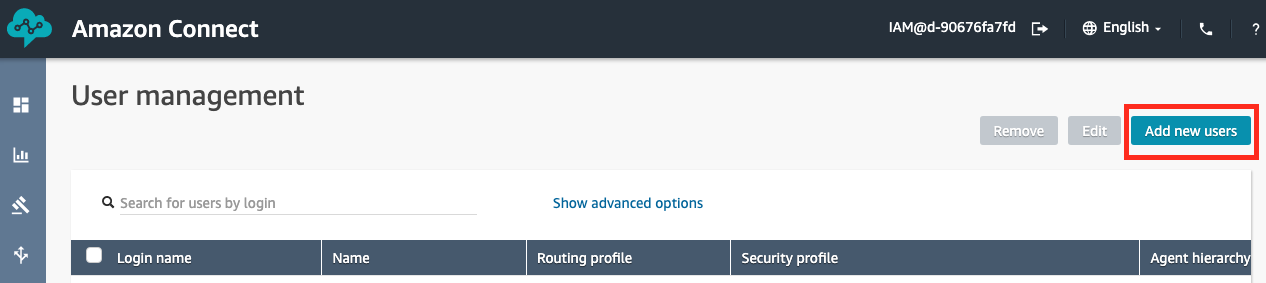 Amazon Connect
IAM@d-90676fa7fd
English
?
User management
Remove
Edit
Add new users
Search for users by login
Show advanced options
Login name
Name
Routing profile
Security profile
Agent hierarchy